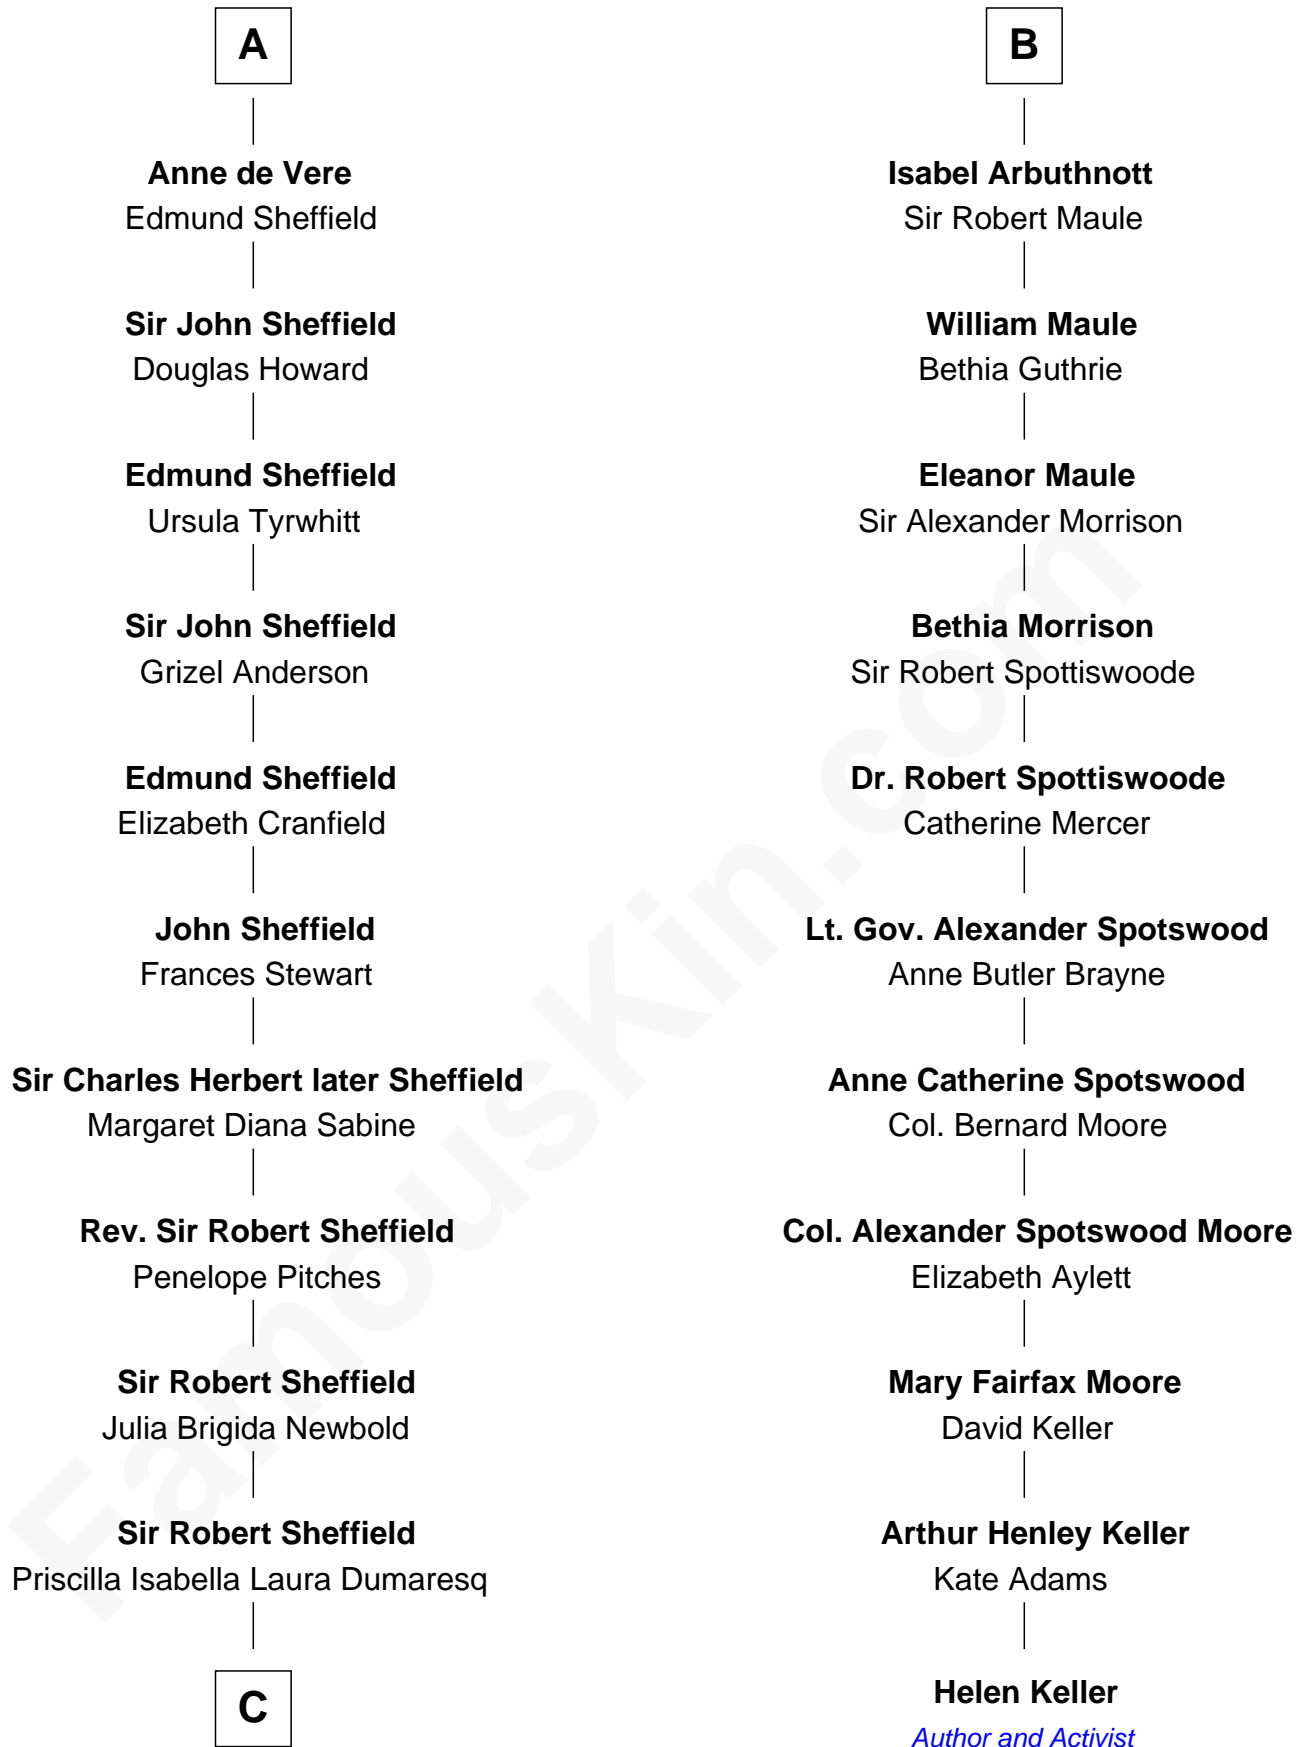 A
Anne de Vere
Edmund Sheffield
Sir John Sheffield
Douglas Howard
Edmund Sheffield
Ursula Tyrwhitt
Sir John Sheffield
Grizel Anderson
Edmund Sheffield
Elizabeth Cranfield
John Sheffield
Frances Stewart
Sir Charles Herbert later Sheffield
Margaret Diana Sabine
Rev. Sir Robert Sheffield
Penelope Pitches
Sir Robert Sheffield
Julia Brigida Newbold
Sir Robert Sheffield
Priscilla Isabella Laura Dumaresq
C
B
Isabel Arbuthnott
Sir Robert Maule
William Maule
Bethia Guthrie
Eleanor Maule
Sir Alexander Morrison
Bethia Morrison
Sir Robert Spottiswoode
Dr. Robert Spottiswoode
Catherine Mercer
Lt. Gov. Alexander Spotswood
Anne Butler Brayne
Anne Catherine Spotswood
Col. Bernard Moore
Col. Alexander Spotswood Moore
Elizabeth Aylett
Mary Fairfax Moore
David Keller
Arthur Henley Keller
Kate Adams
Helen Keller
Author and Activist
FamousKin.com